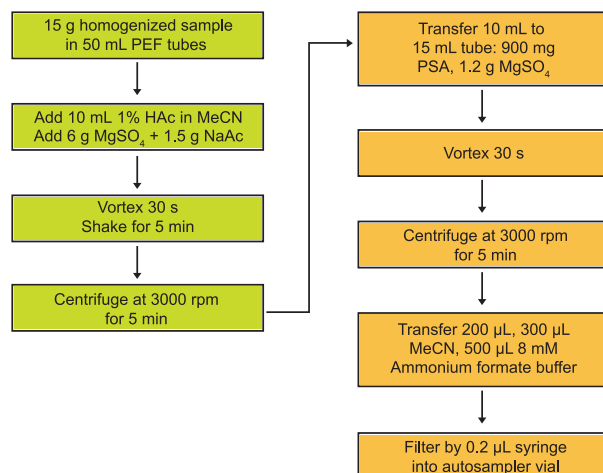 15 g homogenized sample
in 50 mL PEF tubes
Add 10 mL 1% HAc in MeCN
Add 6 g MgSO₄ + 1.5 g NaAc
Vortex 30 s
Shake for 5 min
Centrifuge at 3000 rpm
for 5 min
Transfer 10 mL to
15 mL tube: 900 mg
PSA, 1.2 g MgSO₄
Vortex 30 s
Centrifuge at 3000 rpm
for 5 min
Transfer 200 µL, 300 µL
MeCN, 500 µL 8 mM
Ammonium formate buffer
Filter by 0.2 µL syringe
into autosampler vial